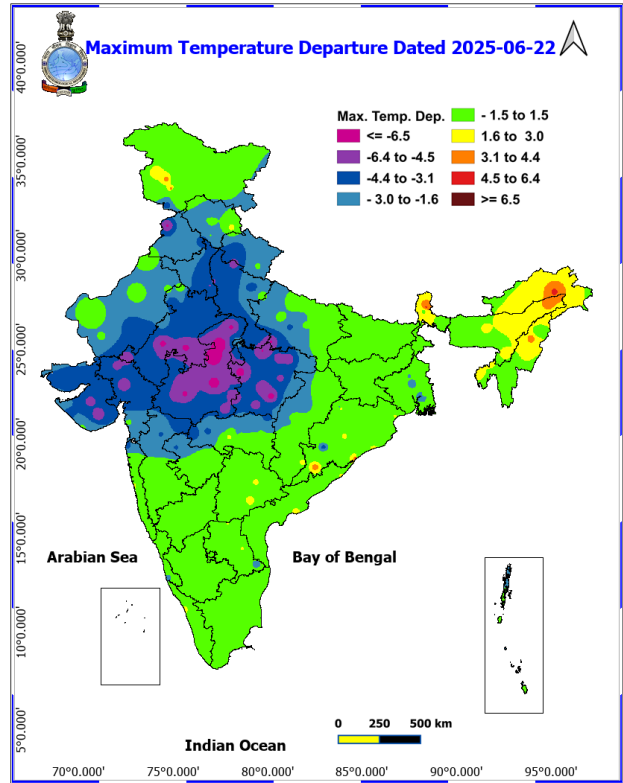 Maximum Temperature Departure Dated 2025-06-22
Max. Temp. Dep.
<= -6.5
-6.4 to -4.5
-4.4 to -3.1
- 3.0 to -1.6
- 1.5 to 1.5
1.6 to 3.0
3.1 to 4.4
4.5 to 6.4
>= 6.5
40°0.000'
35°0.000'
30°0.000'
25°0.000'
20°0.000'
15°0.000'
10°0.000'
5°0.000'
Arabian Sea
Bay of Bengal
Indian Ocean
0 250 500 km
70°0.000' 75°0.000' 80°0.000' 85°0.000' 90°0.000' 95°0.000'